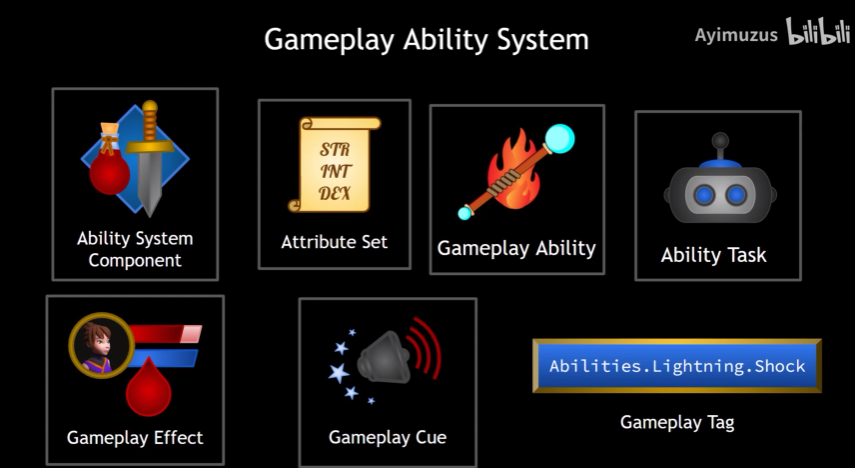 Gameplay Ability System
Ayimuzus bilibili
STR
INT
DEX
Ability System
Component
Attribute Set
Gameplay Ability
Ability Task
Gameplay Effect
Gameplay Cue
Abilities.Lightning.Shock
Gameplay Tag